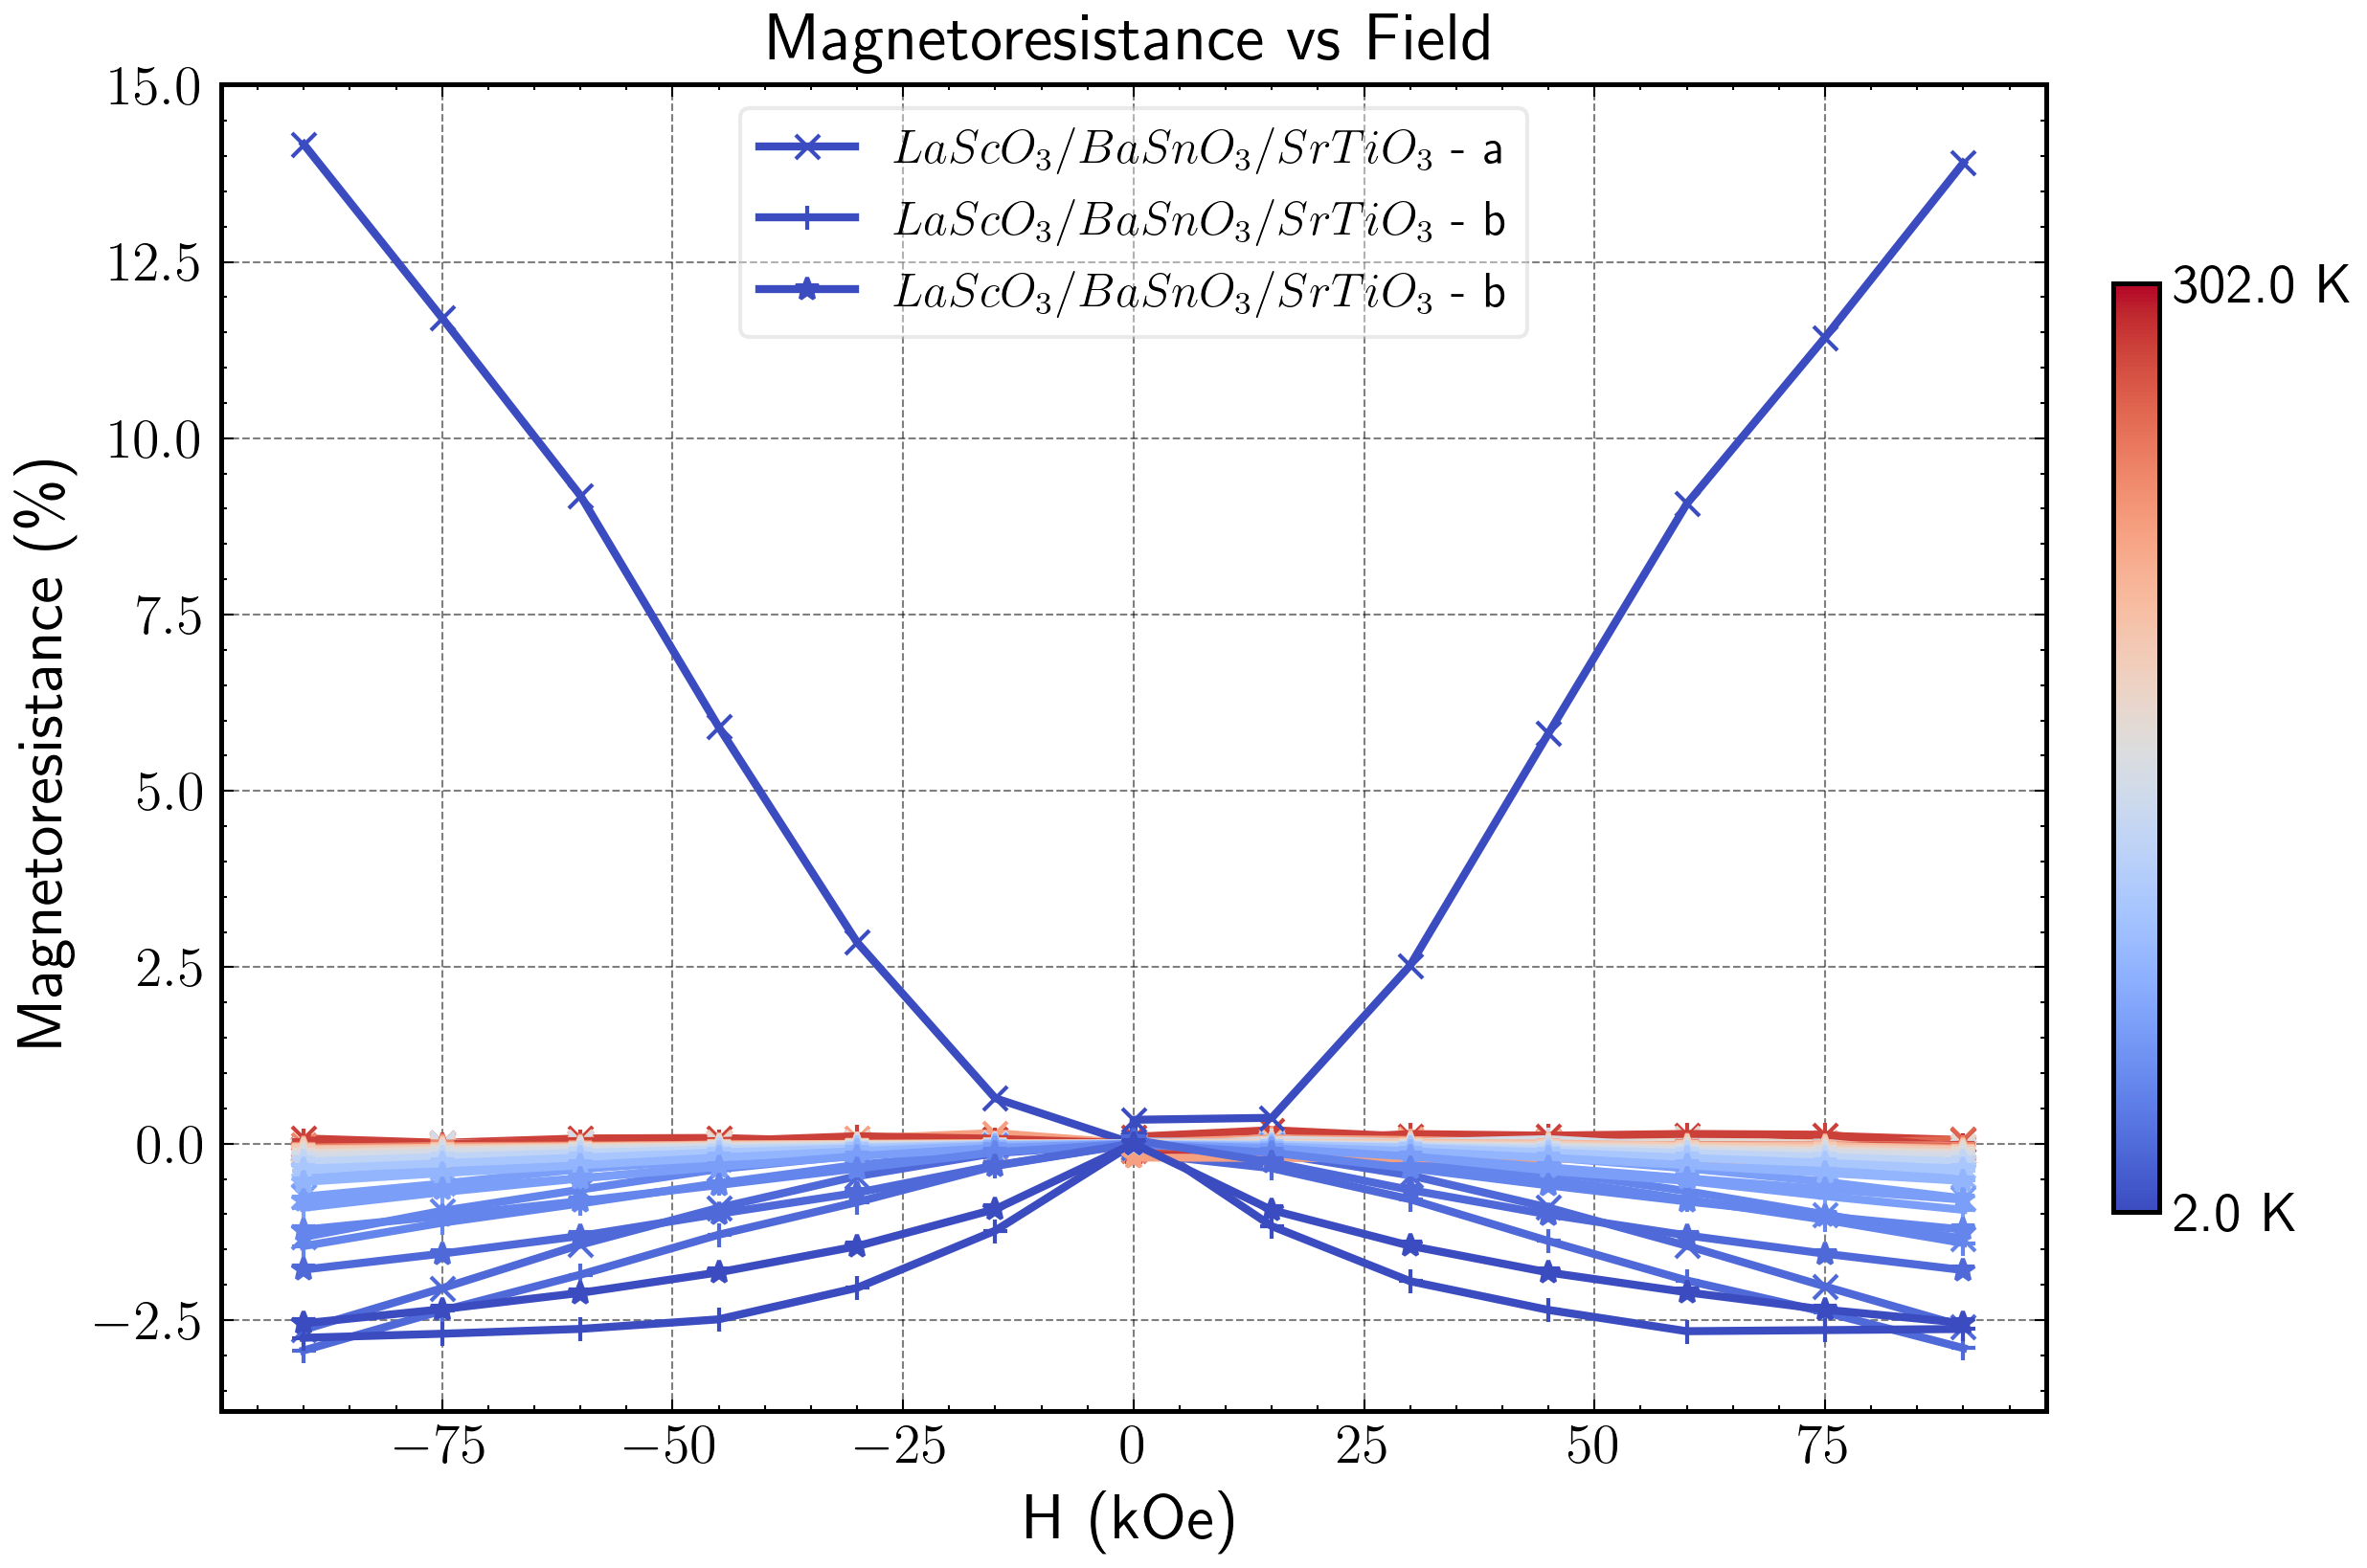 Magnetoresistance vs Field
Magnetoresistance (%)
15.0
12.5
10.0
7.5
5.0
2.5
0.0
−2.5
LaScO₃/BaSnO₃/SrTiO₃ - a
LaScO₃/BaSnO₃/SrTiO₃ - b
LaScO₃/BaSnO₃/SrTiO₃ - b
302.0 K
2.0 K
−75 −50 −25 0 25 50 75
H (kOe)